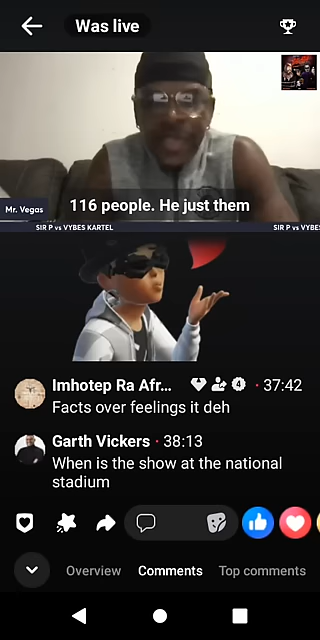 Was live
116 people. He just them
Mr. Vegas
SIR P vs VYBES KARTEL
SIR P vs VYBES
Imhotep Ra Afr... 4 · 37:42
Facts over feelings it deh
Garth Vickers · 38:13
When is the show at the national
stadium
Overview Comments Top comments